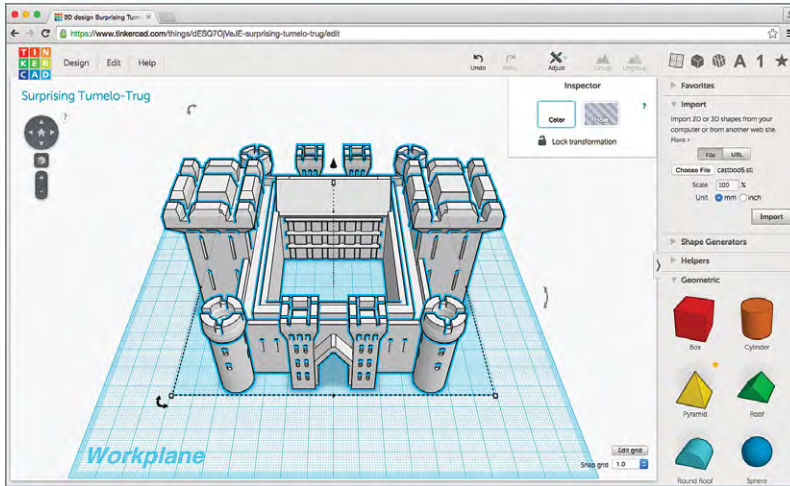 3D design Surprising Tume
https://www.tinkercad.com/things/dESQ7OjVeJE-surprising-tumelo-trug/edit
TIN
KER
CAD
Design Edit Help
Undo Redo Adjust Group Ungroup
A 1
Surprising Tumelo-Trug
?
Inspector
Color
Hole
?
Lock transformation
Favorites
Import
Import 2D or 3D shapes from your
computer or from another web site.
More ›
File URL
Choose File castbod6.stl
Scale 100 %
Unit mm inch
Import
Shape Generators
Helpers
Geometric
Box Cylinder
Pyramid Roof
Round Roof Sphere
Workplane
Edit grid
Snap grid 1.0